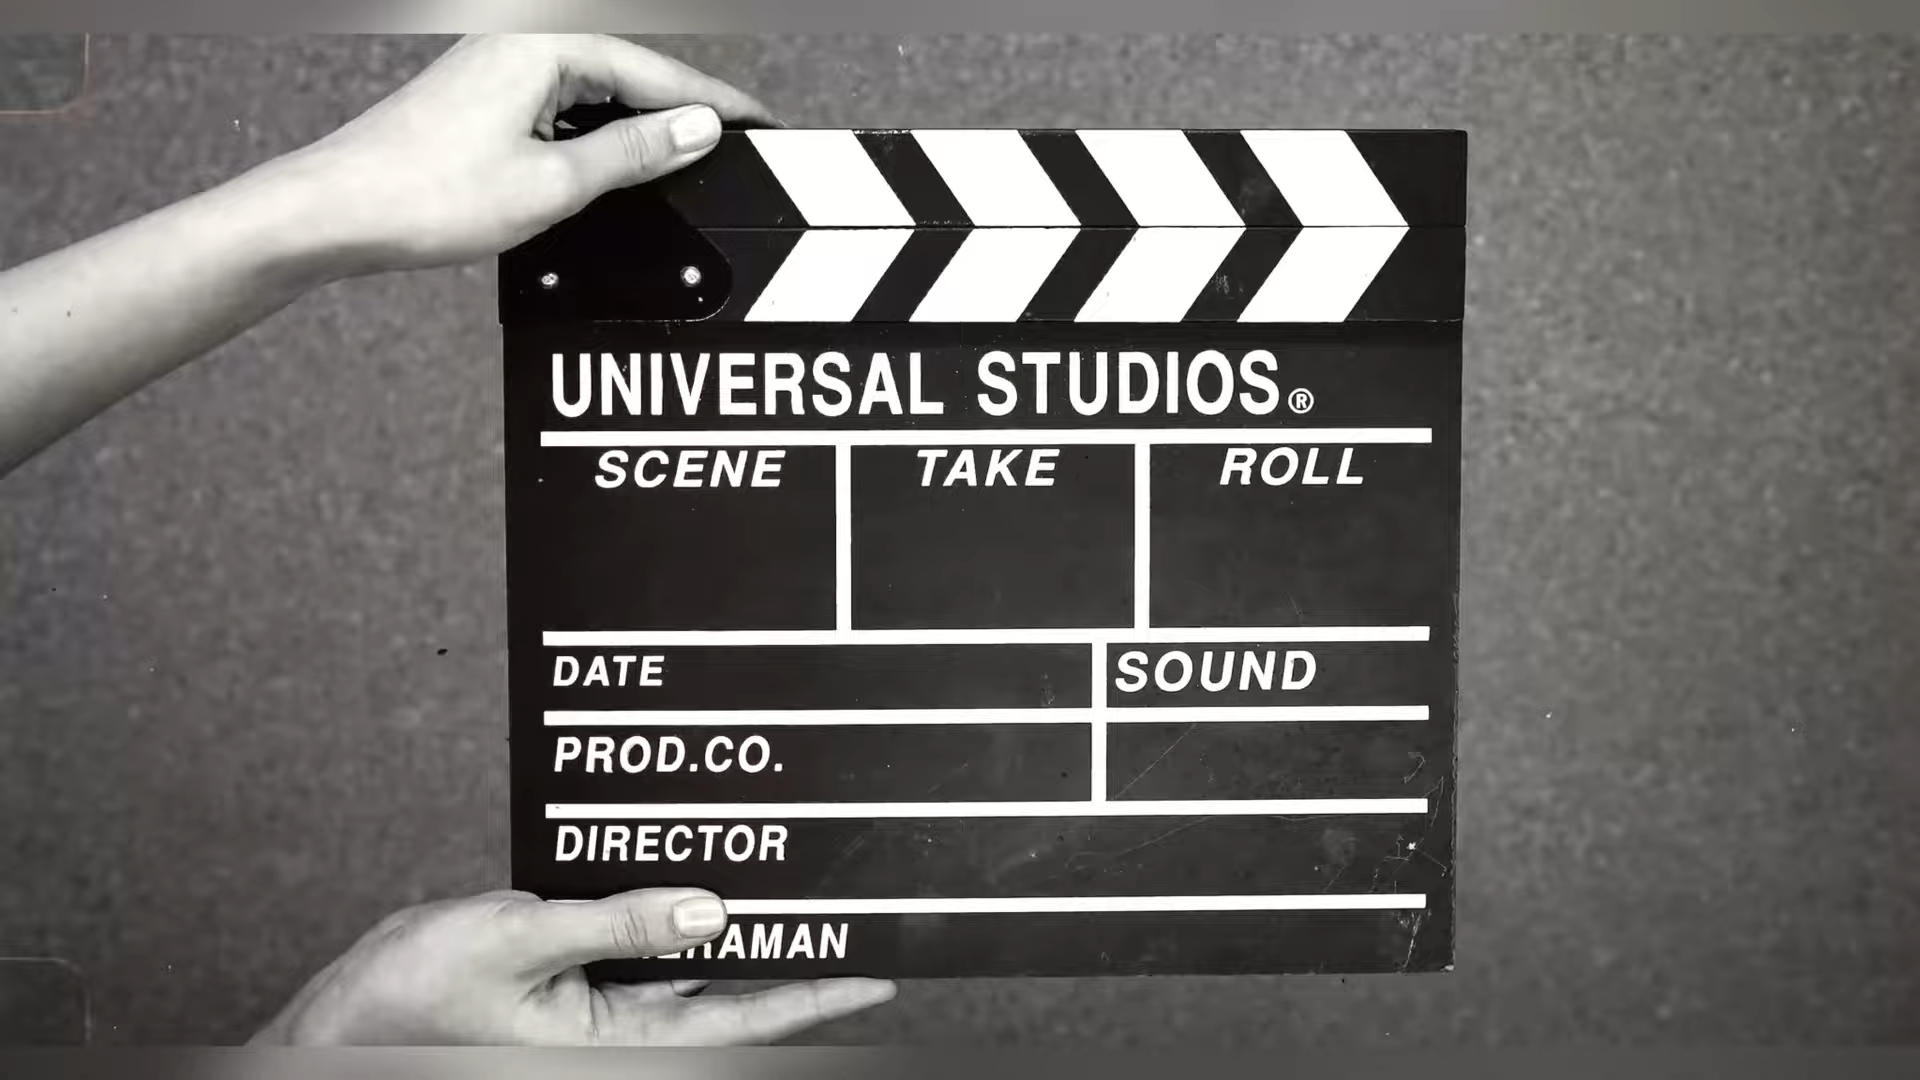 UNIVERSAL STUDIOS®
SCENE TAKE ROLL
DATE SOUND
PROD.CO.
DIRECTOR